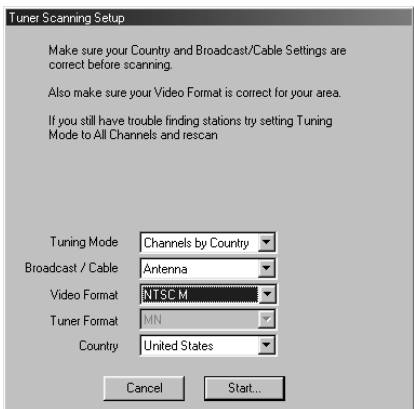 Tuner Scanning Setup
Make sure your Country and Broadcast/Cable Settings are
correct before scanning.
Also make sure your Video Format is correct for your area.
If you still have trouble finding stations try setting Tuning
Mode to All Channels and rescan
Tuning Mode Channels by Country
Broadcast / Cable Antenna
Video Format NTSC M
Tuner Format MN
Country United States
Cancel Start...